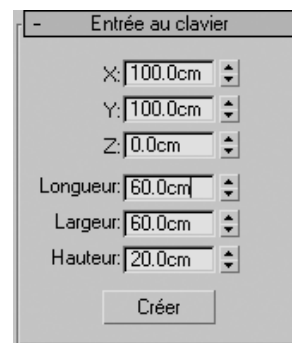 - Entrée au clavier
X: 100.0cm
Y: 100.0cm
Z: 0.0cm
Longueur: 60.0cm
Largeur: 60.0cm
Hauteur: 20.0cm
Créer